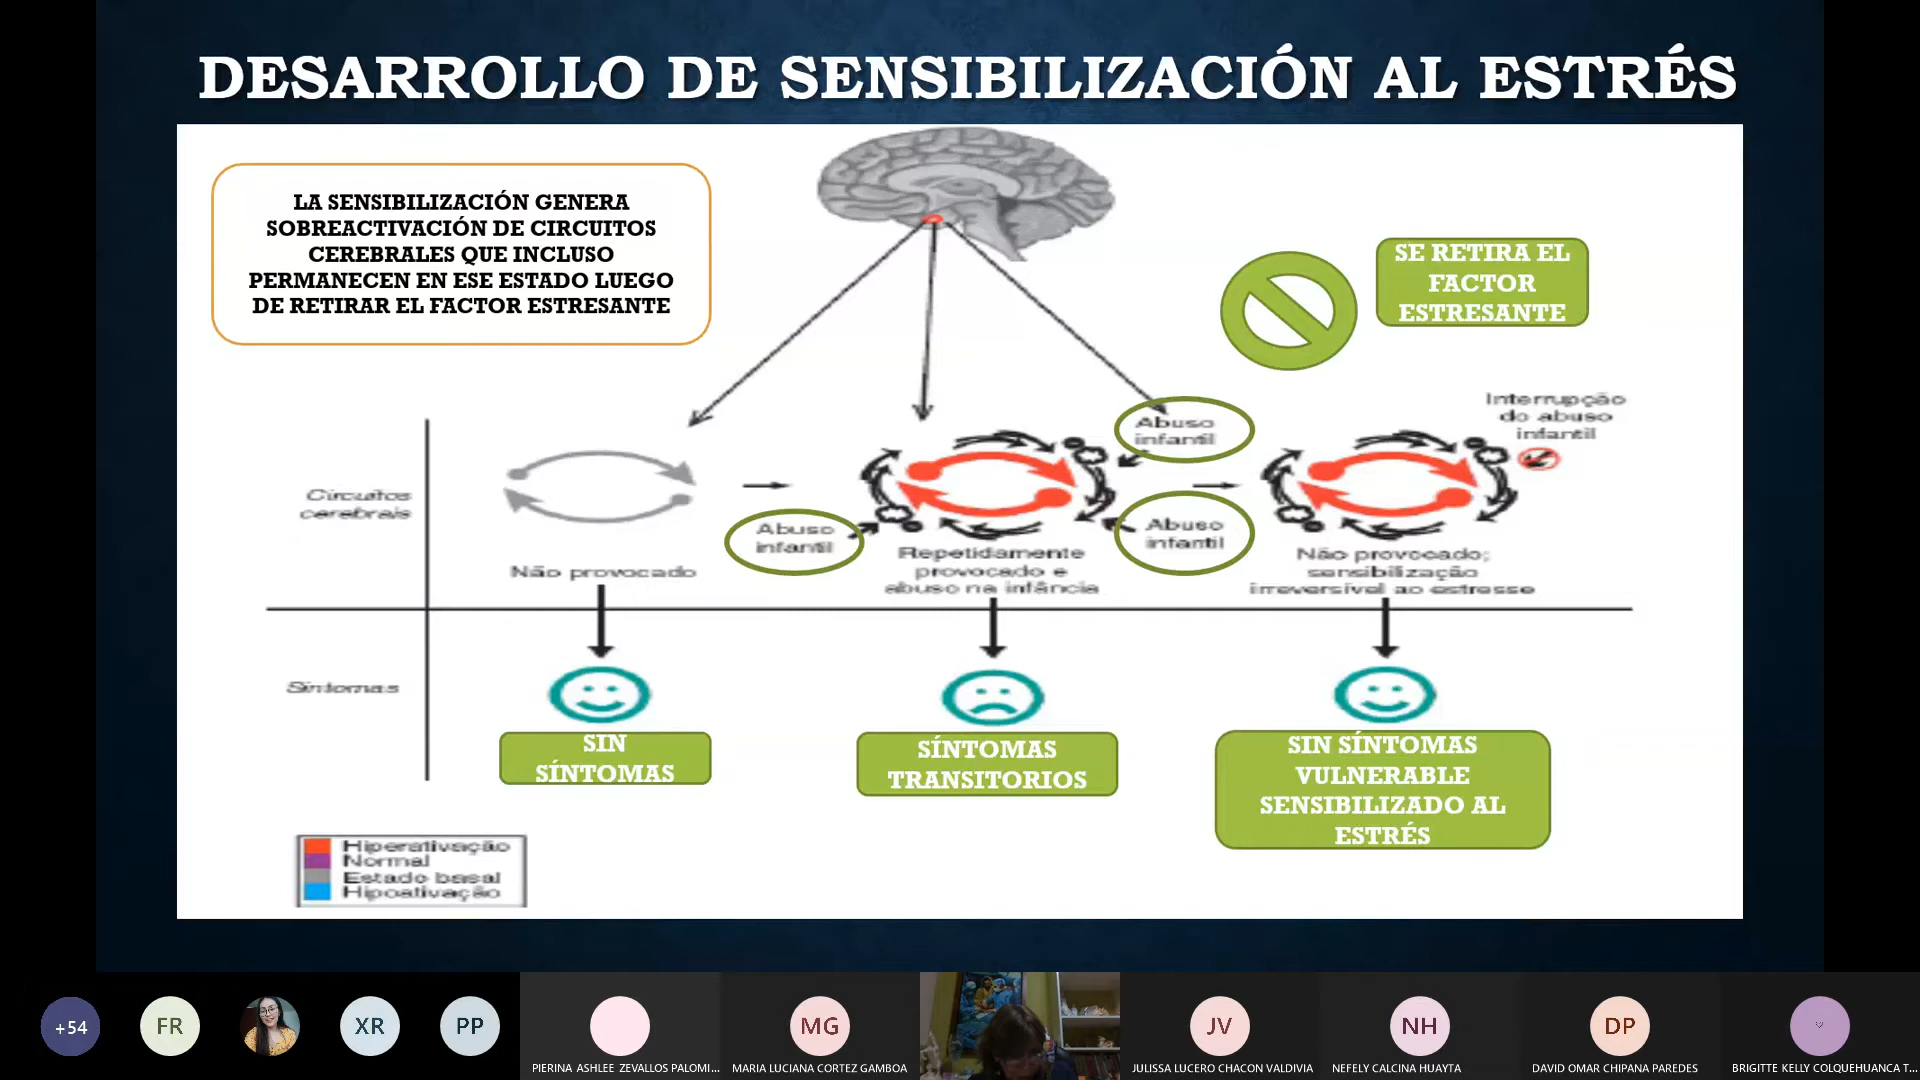 DESARROLLO DE SENSIBILIZACIÓN AL ESTRÉS
LA SENSIBILIZACIÓN GENERA
SOBREACTIVACIÓN DE CIRCUITOS
CEREBRALES QUE INCLUSO
PERMANECEN EN ESE ESTADO LUEGO
DE RETIRAR EL FACTOR ESTRESANTE
SE RETIRA EL
FACTOR
ESTRESANTE
Interrupção
do abuso
infantil
Abuso
infantil
Circuitos
cerebrais
Abuso
infantil
Abuso
infantil
Não provocado
Repetidamente
provocado e
abuso na infância
Não provocado;
sensibilização
irreversível ao estresse
Sintomas
SIN
SÍNTOMAS
SÍNTOMAS
TRANSITORIOS
SIN SÍNTOMAS
VULNERABLE
SENSIBILIZADO AL
ESTRÉS
Hiperativação
Normal
Estado basal
Hipoativação
+54
FR
XR
PP
MG
JV
NH
DP
PIERINA ASHLEE ZEVALLOS PALOMI...
MARIA LUCIANA CORTEZ GAMBOA
JULISSA LUCERO CHACON VALDIVIA
NEFELY CALCINA HUAYTA
DAVID OMAR CHIPANA PAREDES
BRIGITTE KELLY COLQUEHUANCA T...